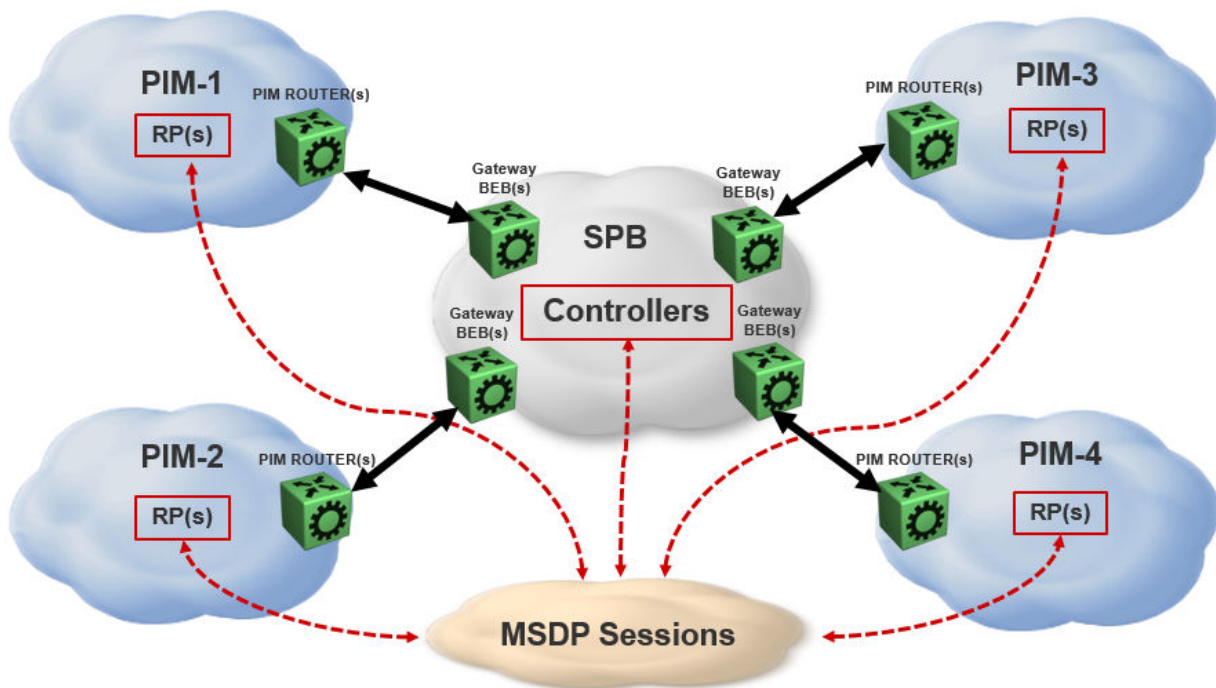 PIM-1
PIM ROUTER(s)
RP(s)
PIM-3
PIM ROUTER(s)
RP(s)
Gateway
BEB(s)
Gateway
BEB(s)
SPB
Controllers
Gateway
BEB(s)
Gateway
BEB(s)
PIM-2
PIM ROUTER(s)
RP(s)
PIM-4
PIM ROUTER(s)
RP(s)
MSDP Sessions